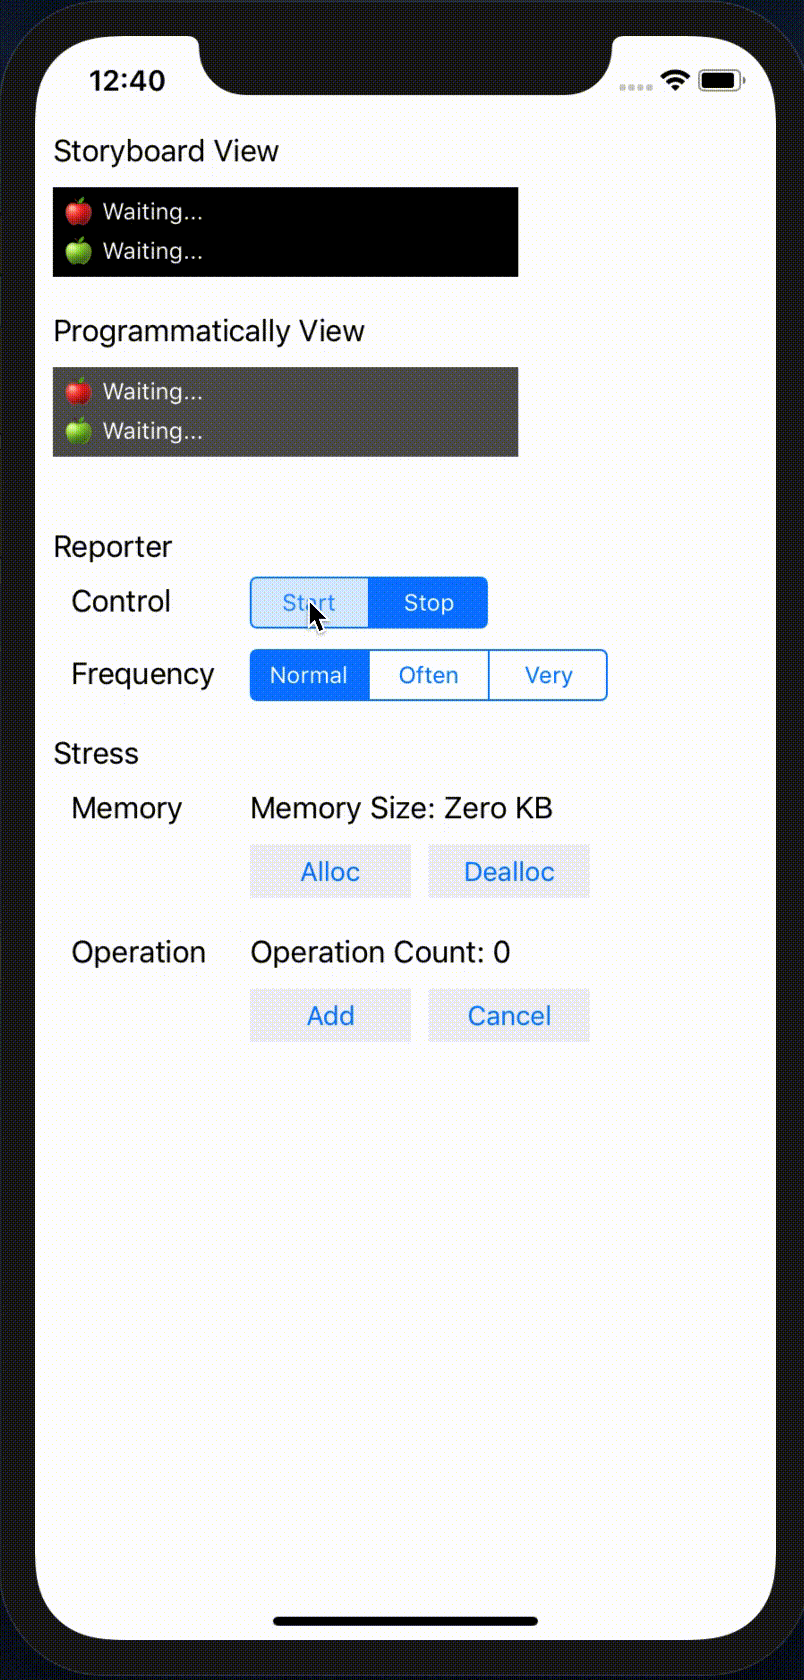 12:40
Storyboard View
🍎 Waiting...
🍏 Waiting...
Programmatically View
🍎 Waiting...
🍏 Waiting...
Reporter
Control Start Stop
Frequency Normal Often Very
Stress
Memory Memory Size: Zero KB
Alloc Dealloc
Operation Operation Count: 0
Add Cancel